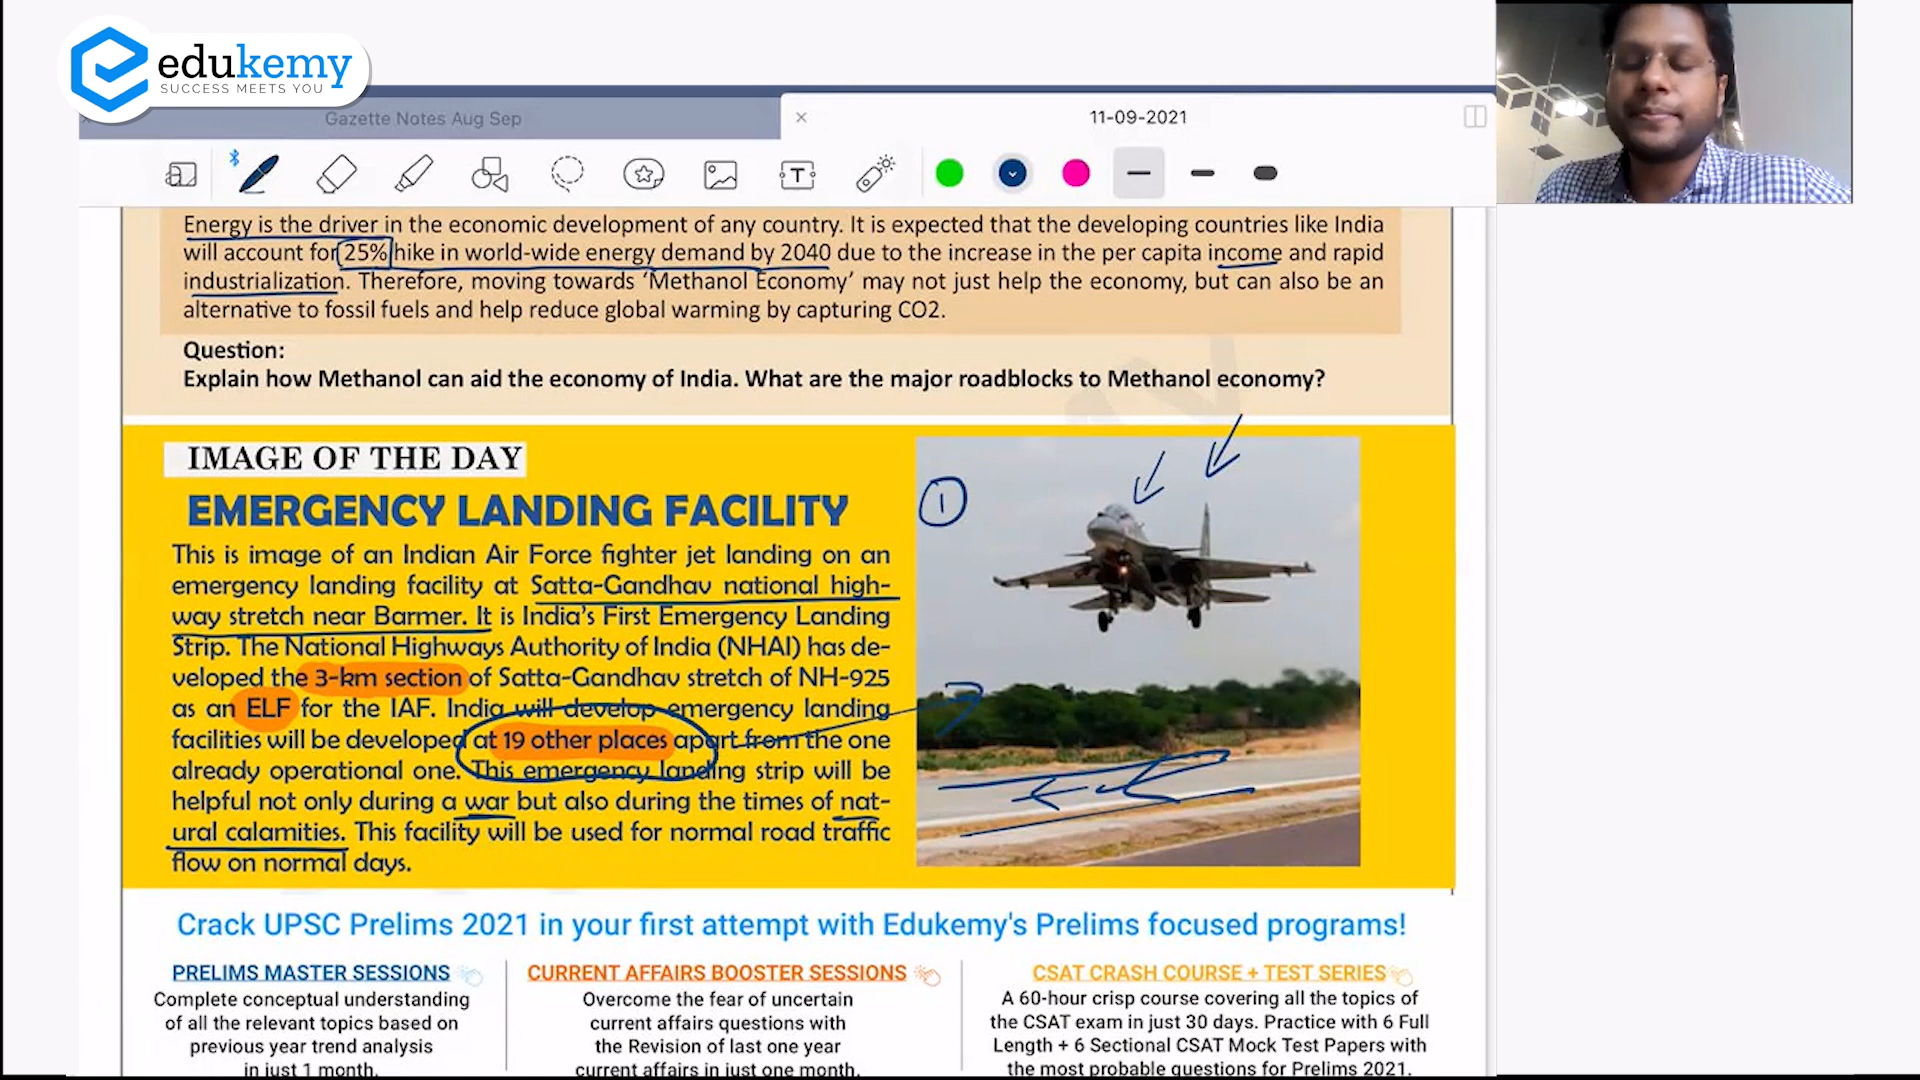 edukemy
SUCCESS MEETS YOU
Gazette Notes Aug Sep
11-09-2021
T
Energy is the driver in the economic development of any country. It is expected that the developing countries like India
will account for 25% hike in world-wide energy demand by 2040 due to the increase in the per capita income and rapid
industrialization. Therefore, moving towards ‘Methanol Economy’ may not just help the economy, but can also be an
alternative to fossil fuels and help reduce global warming by capturing CO2.
Question:
Explain how Methanol can aid the economy of India. What are the major roadblocks to Methanol economy?
IMAGE OF THE DAY
EMERGENCY LANDING FACILITY
This is image of an Indian Air Force fighter jet landing on an
emergency landing facility at Satta-Gandhav national high-
way stretch near Barmer. It is India’s First Emergency Landing
Strip. The National Highways Authority of India (NHAI) has de-
veloped the 3-km section of Satta-Gandhav stretch of NH-925
as an ELF for the IAF. India will develop emergency landing
facilities will be developed at 19 other places apart from the one
already operational one. This emergency landing strip will be
helpful not only during a war but also during the times of nat-
ural calamities. This facility will be used for normal road traffic
flow on normal days.
1
Crack UPSC Prelims 2021 in your first attempt with Edukemy's Prelims focused programs!
PRELIMS MASTER SESSIONS
Complete conceptual understanding
of all the relevant topics based on
previous year trend analysis
in just 1 month.
CURRENT AFFAIRS BOOSTER SESSIONS
Overcome the fear of uncertain
current affairs questions with
the Revision of last one year
current affairs in just one month.
CSAT CRASH COURSE + TEST SERIES
A 60-hour crisp course covering all the topics of
the CSAT exam in just 30 days. Practice with 6 Full
Length + 6 Sectional CSAT Mock Test Papers with
the most probable questions for Prelims 2021.